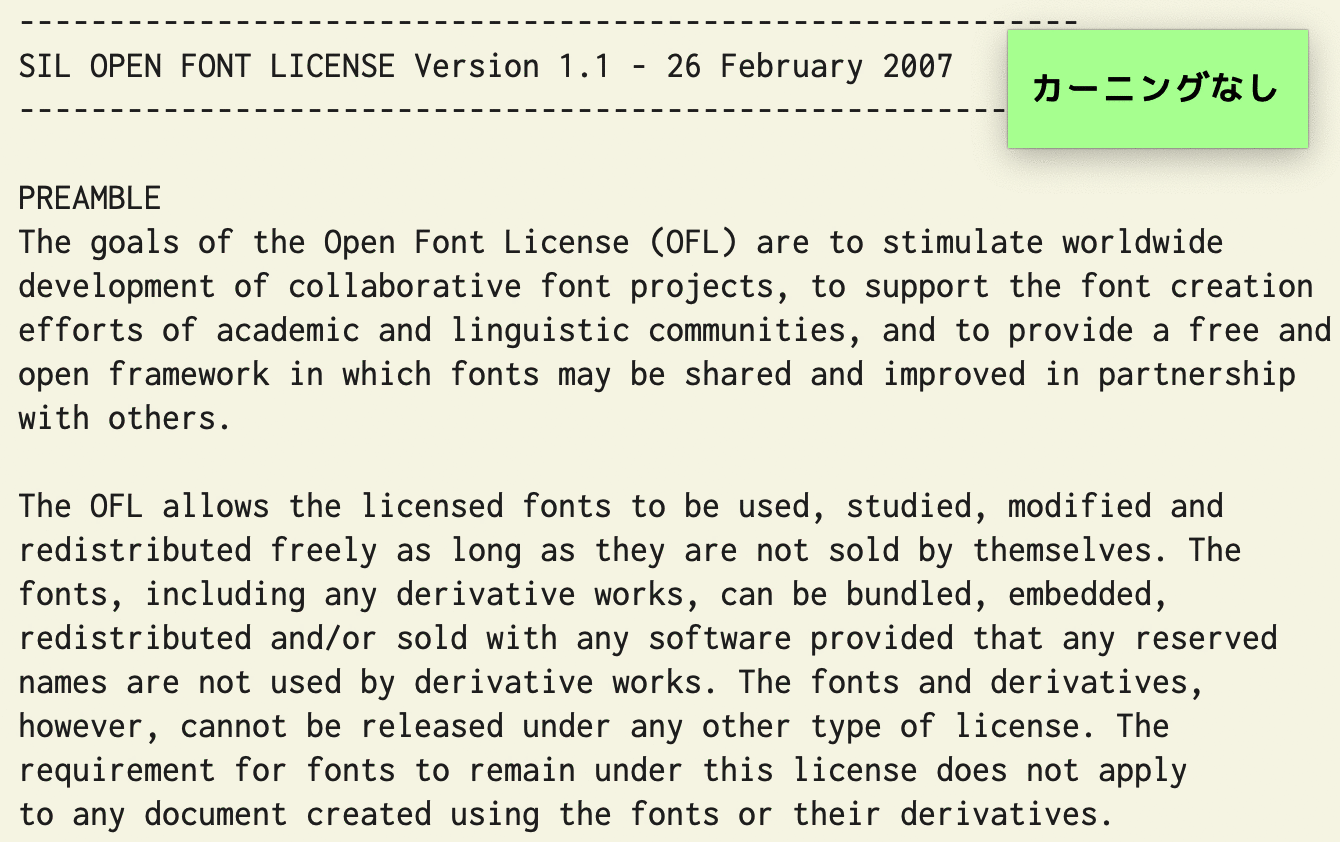 -----------------------------------------------------------
SIL OPEN FONT LICENSE Version 1.1 - 26 February 2007
-------------------------------------------------------
カーニングなし
PREAMBLE
The goals of the Open Font License (OFL) are to stimulate worldwide
development of collaborative font projects, to support the font creation
efforts of academic and linguistic communities, and to provide a free and
open framework in which fonts may be shared and improved in partnership
with others.
The OFL allows the licensed fonts to be used, studied, modified and
redistributed freely as long as they are not sold by themselves. The
fonts, including any derivative works, can be bundled, embedded,
redistributed and/or sold with any software provided that any reserved
names are not used by derivative works. The fonts and derivatives,
however, cannot be released under any other type of license. The
requirement for fonts to remain under this license does not apply
to any document created using the fonts or their derivatives.